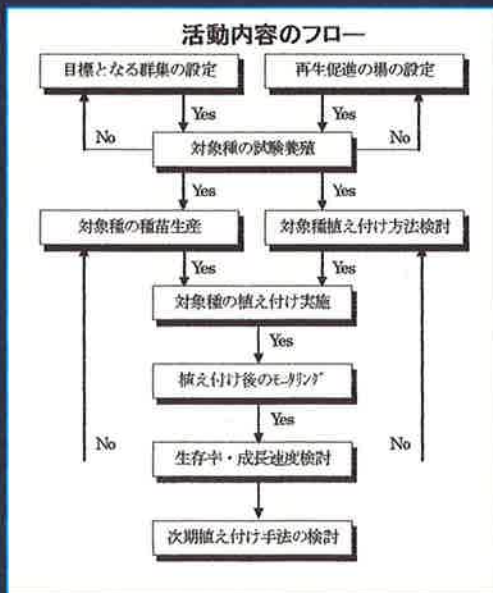 活動内容のフロー
目標となる群集の設定
再生促進の場の設定
No
Yes
Yes
No
対象種の試験養殖
Yes
Yes
対象種の種苗生産
対象種植え付け方法検討
Yes
Yes
対象種の植え付け実施
Yes
植え付け後のモニタリング
Yes
No
No
生存率・成長速度検討
次期植え付け手法の検討